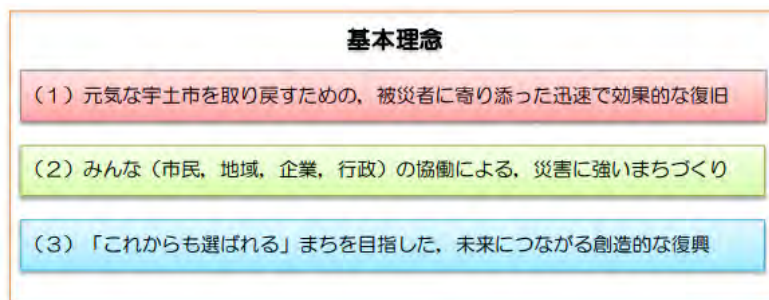 基本理念
（1）元気な宇土市を取り戻すための，被災者に寄り添った迅速で効果的な復旧
（2）みんな（市民，地域，企業，行政）の協働による，災害に強いまちづくり
（3）「これからも選ばれる」まちを目指した，未来につながる創造的な復興